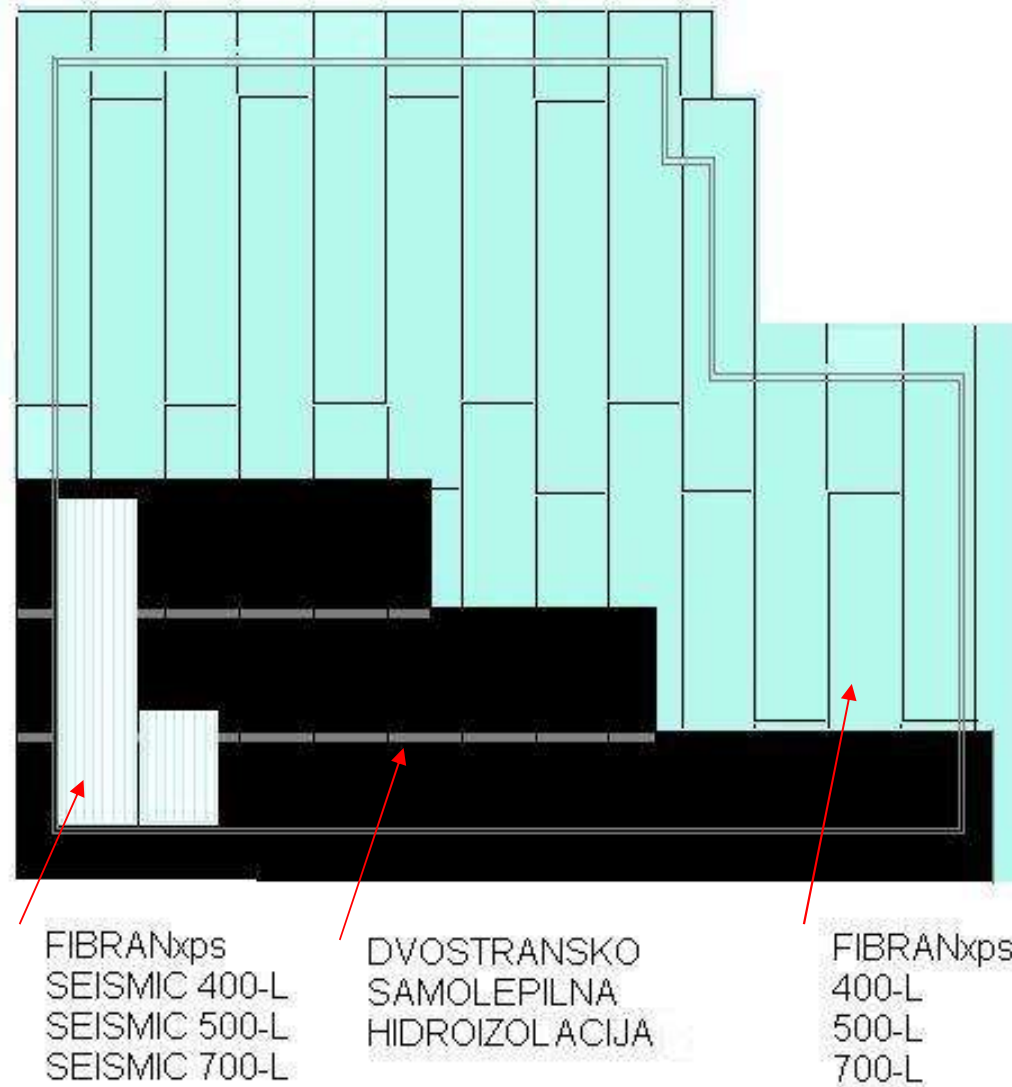 FIBRANxps
SEISMIC 400-L
SEISMIC 500-L
SEISMIC 700-L
DVOSTRANSKO
SAMOLEPILNA
HIDROIZOLACIJA
FIBRANxps
400-L
500-L
700-L